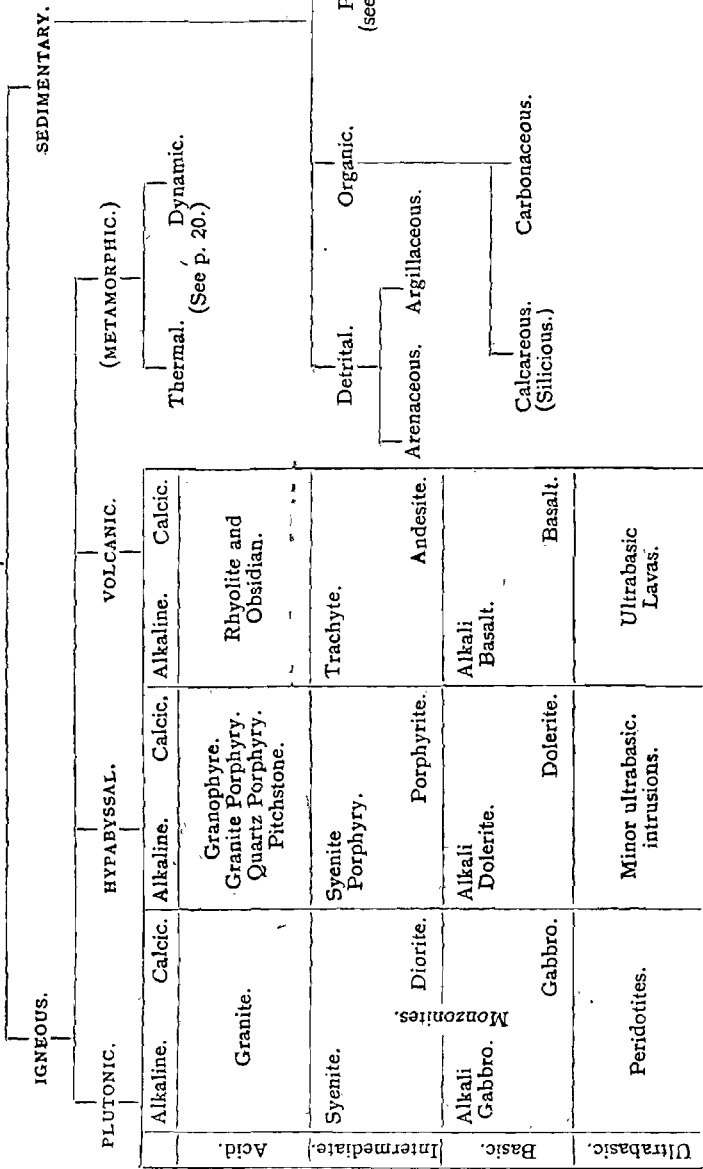 IGNEOUS.
SEDIMENTARY.
PLUTONIC.
HYPABYSSAL.
VOLCANIC.
(METAMORPHIC.)
Alkaline. Calcic.
Alkaline. Calcic.
Alkaline. Calcic.
Thermal. Dynamic.
(See p. 20.)
Acid.
Granite.
Granophyre.
Granite Porphyry.
Quartz Porphyry.
Pitchstone.
Rhyolite and
Obsidian.
Intermediate.
Syenite.
Diorite.
Syenite
Porphyry.
Porphyrite.
Trachyte.
Andesite.
Monzonites.
Basic.
Alkali
Gabbro.
Gabbro.
Alkali
Dolerite.
Dolerite.
Alkali
Basalt.
Basalt.
Ultrabasic.
Peridotites.
Minor ultrabasic.
intrusions.
Ultrabasic
Lavas.
Detrital.
Organic.
(see
Arenaceous. Argillaceous.
Calcareous.
(Silicious.)
Carbonaceous.